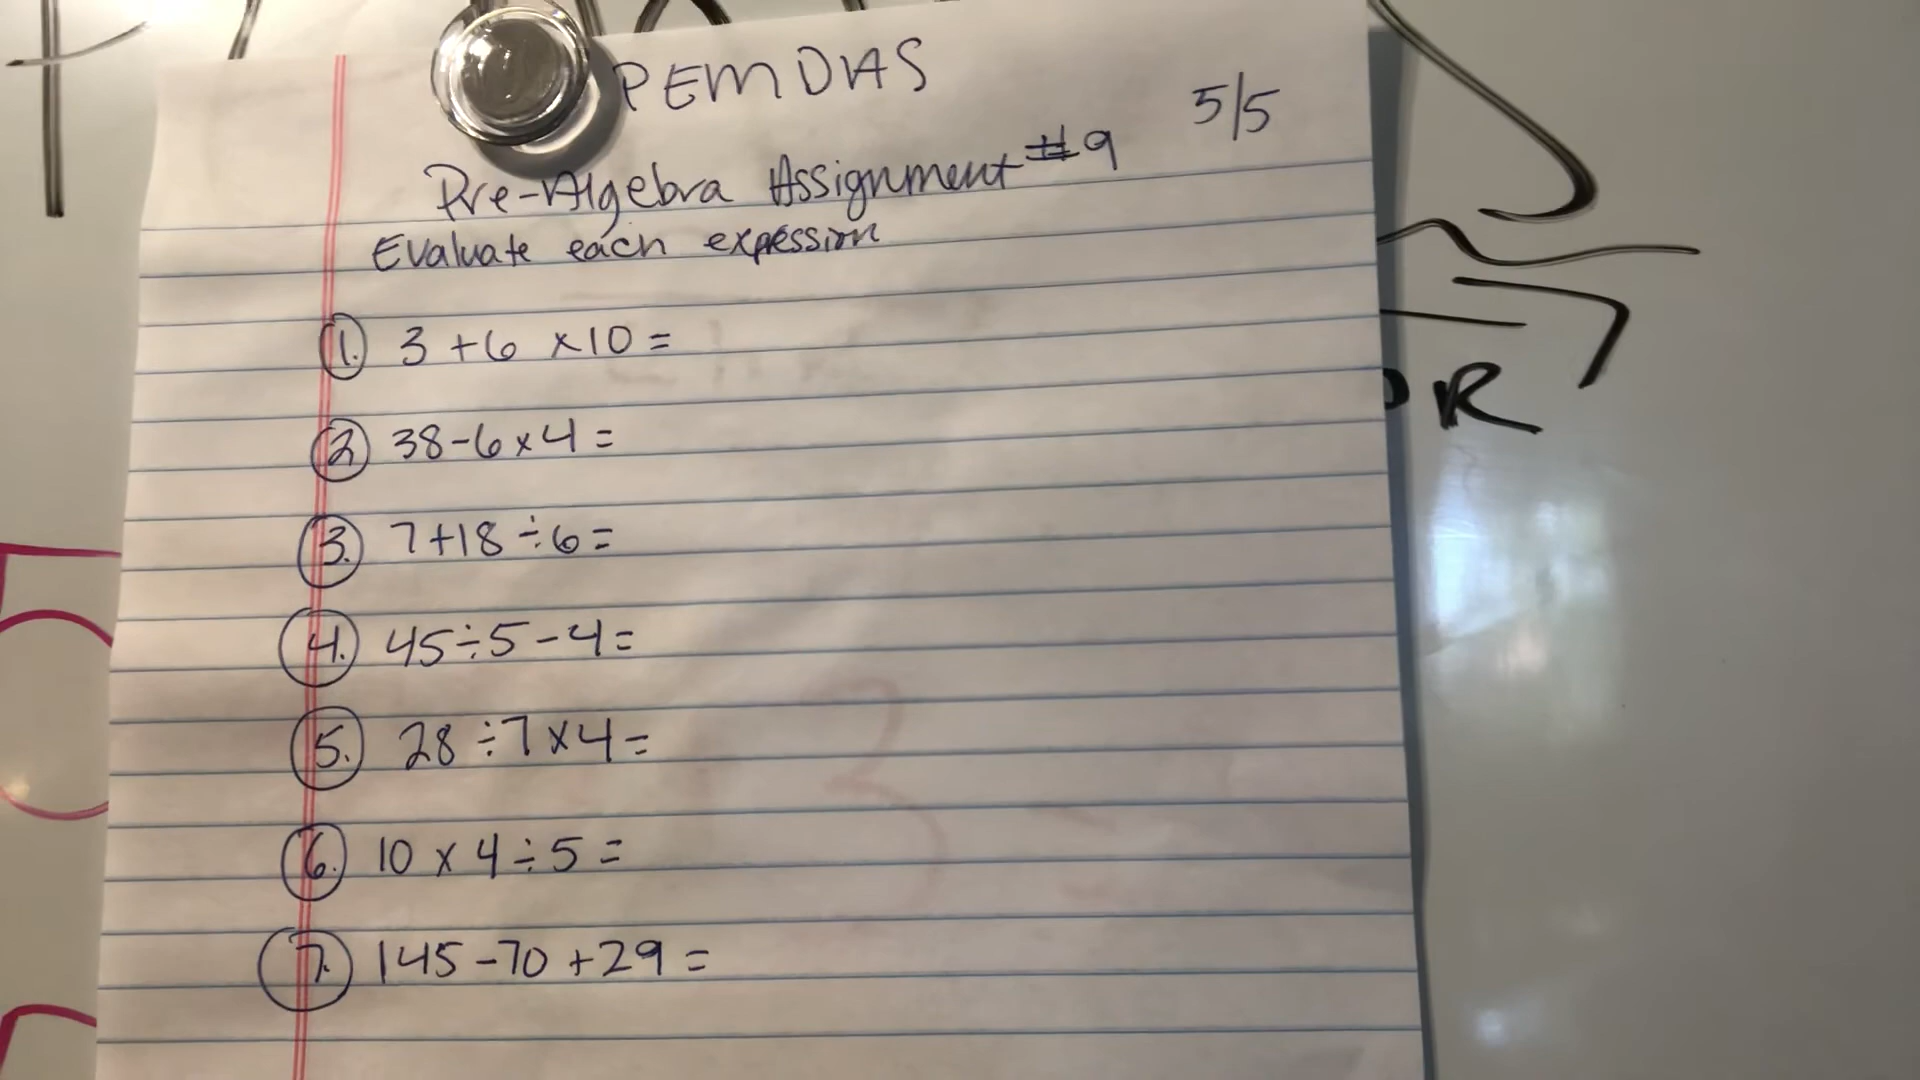 PEMDAS
5/5
Pre-Algebra Assignment #9
Evaluate each expression
1. 3 + 6 × 10 =
2. 38 - 6 × 4 =
3. 7 + 18 ÷ 6 =
4. 45 ÷ 5 - 4 =
5. 28 ÷ 7 × 4 =
6. 10 × 4 ÷ 5 =
7. 145 - 70 + 29 =
OR